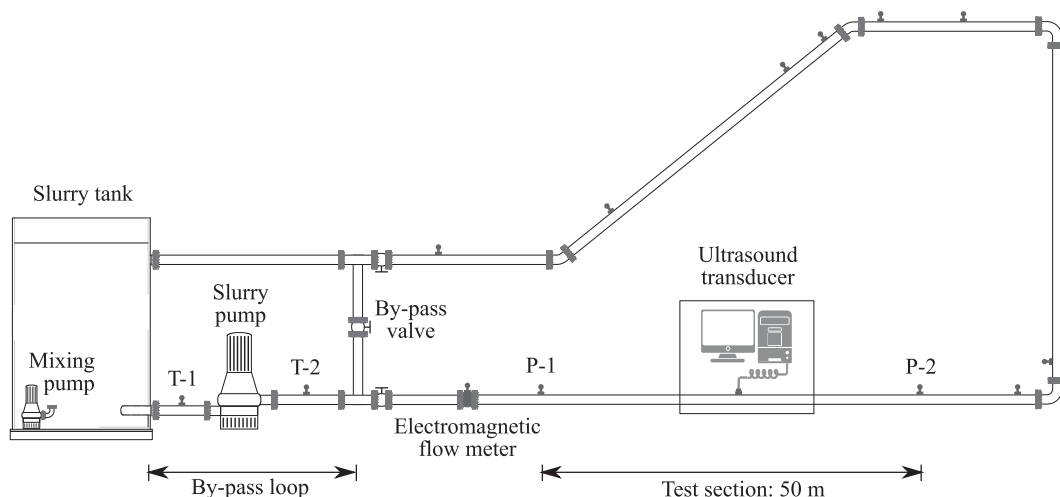 Slurry tank
Ultrasound
transducer
Slurry
pump
By-pass
valve
Mixing
pump
T-1
T-2
P-1
P-2
Electromagnetic
flow meter
By-pass loop
Test section: 50 m